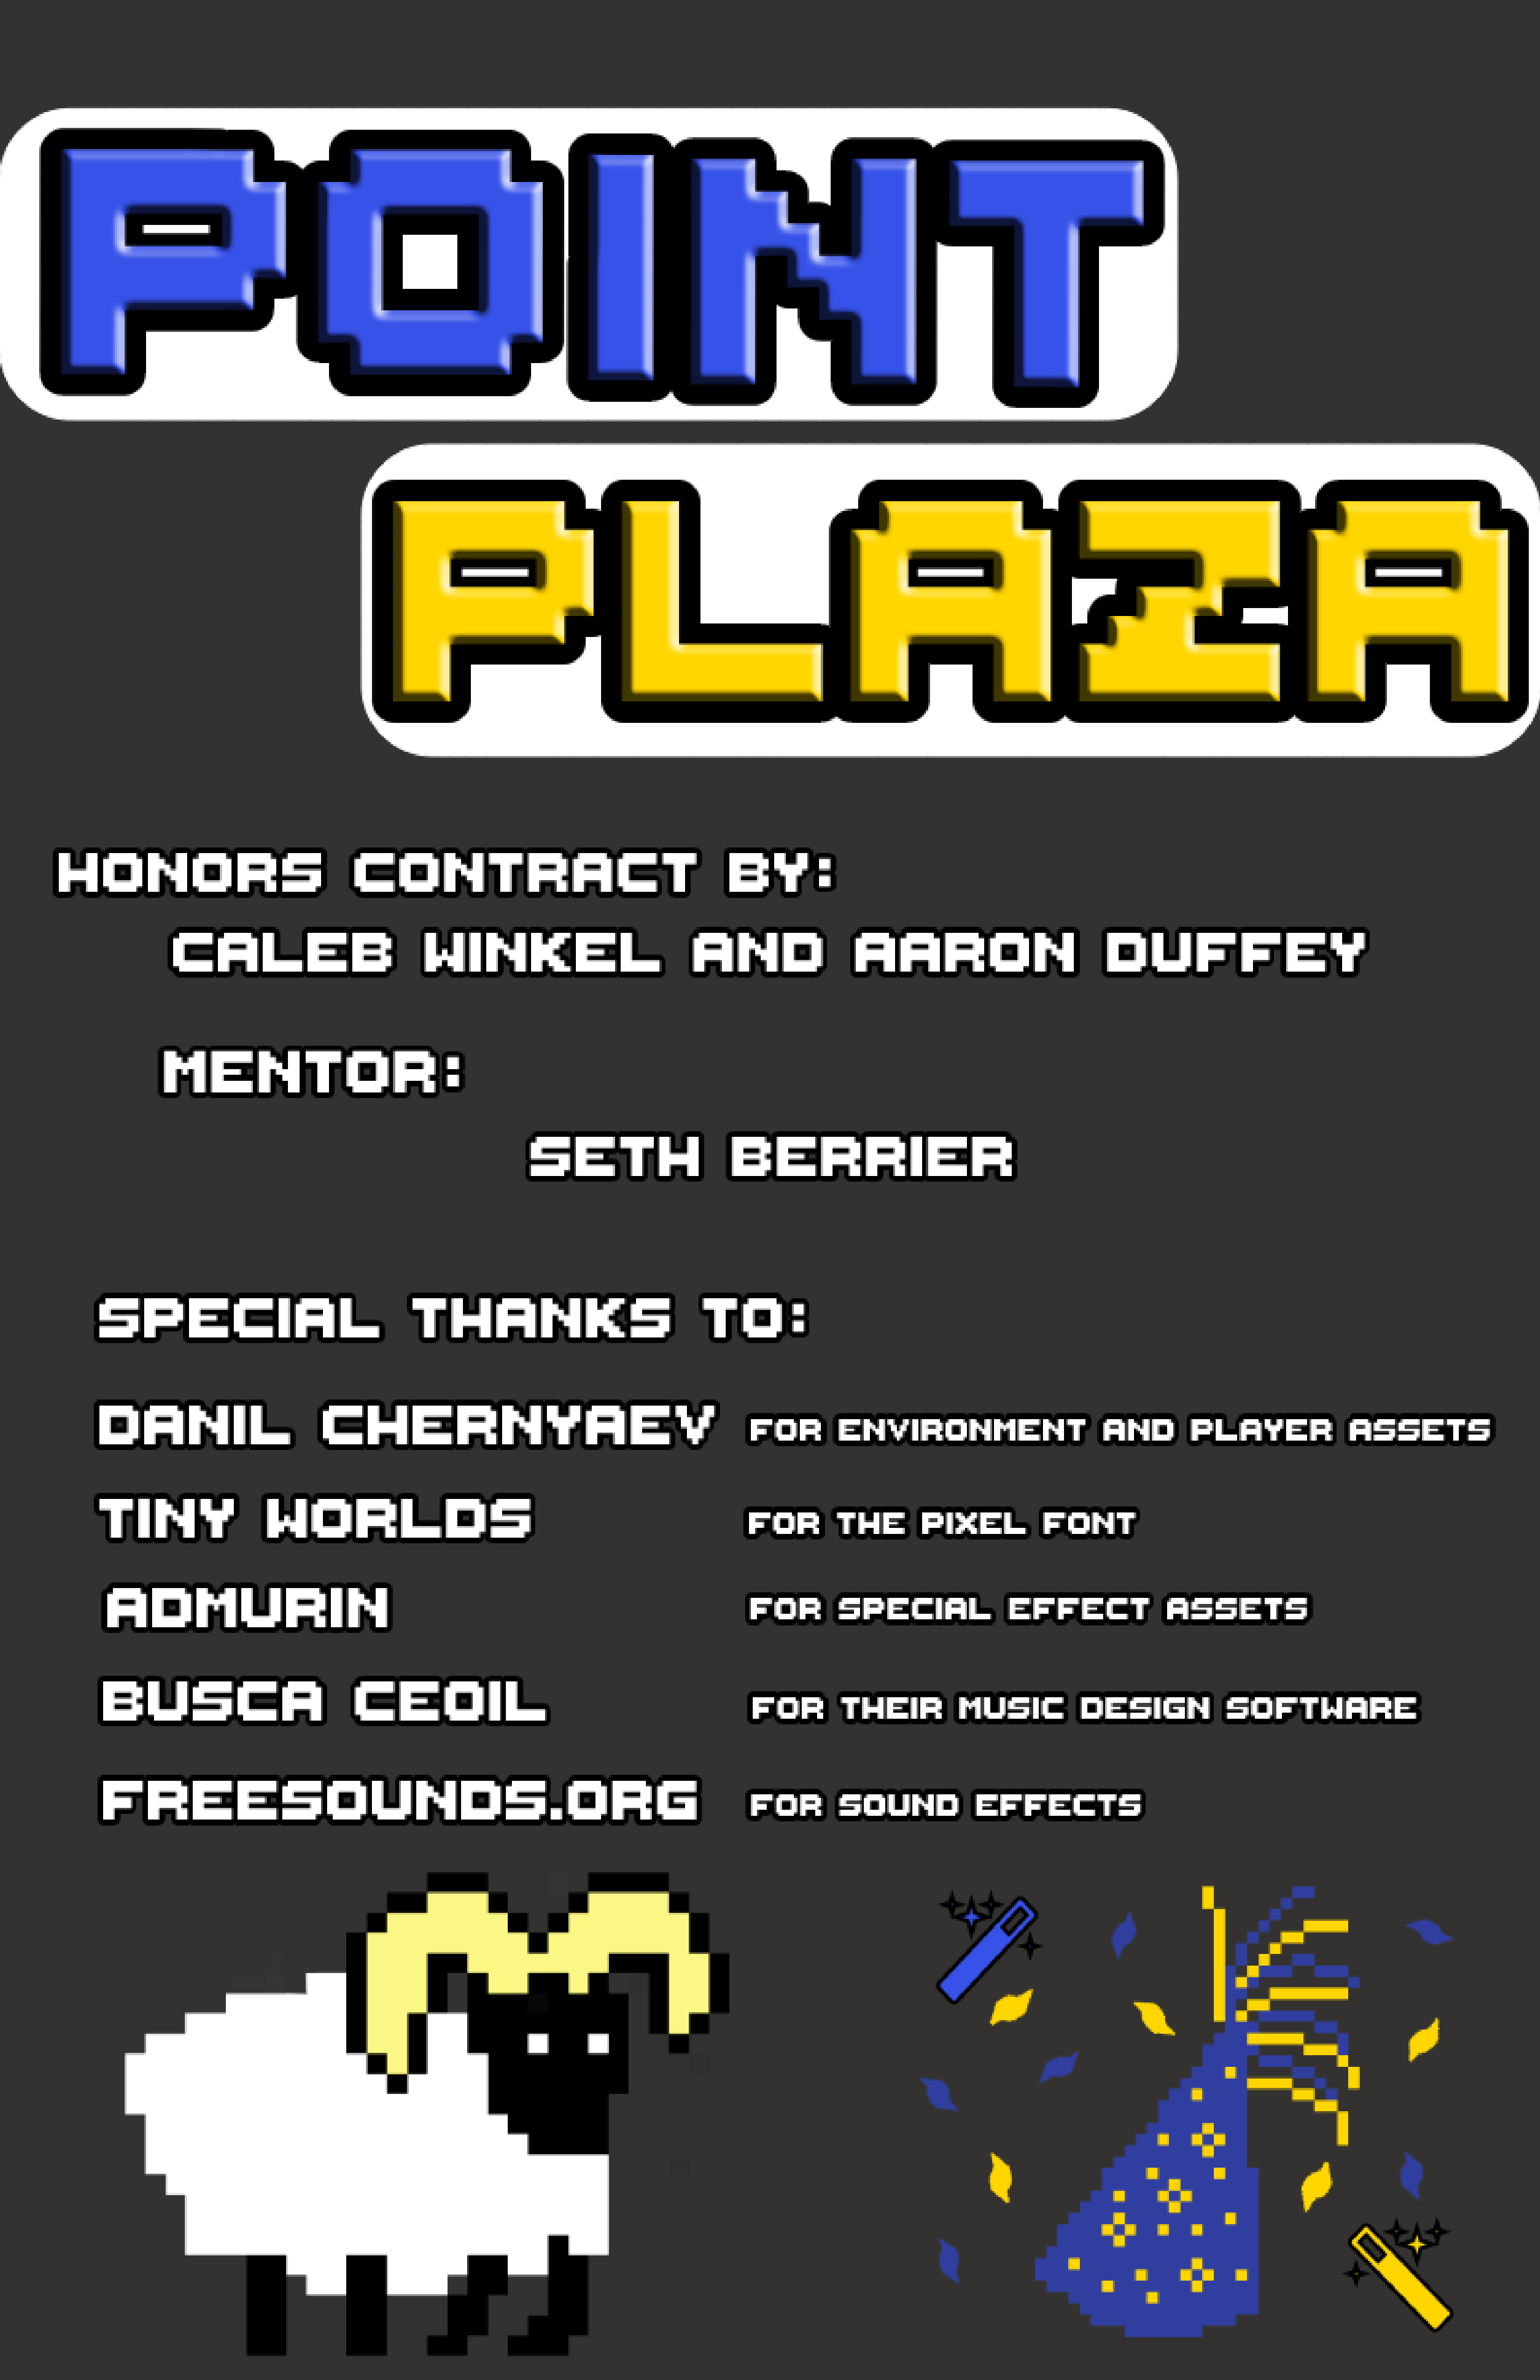 POINT
PLAZA
HONORS CONTRACT BY:
CALEB WINKEL AND AARON DUFFEY
MENTOR:
SETH BERRIER
SPECIAL THANKS TO:
DANIL CHERNYAEV FOR ENVIRONMENT AND PLAYER ASSETS
TINY WORLDS FOR THE PIXEL FONT
ADMURIN FOR SPECIAL EFFECT ASSETS
BUSCA CEOIL FOR THEIR MUSIC DESIGN SOFTWARE
FREESOUNDS.ORG FOR SOUND EFFECTS